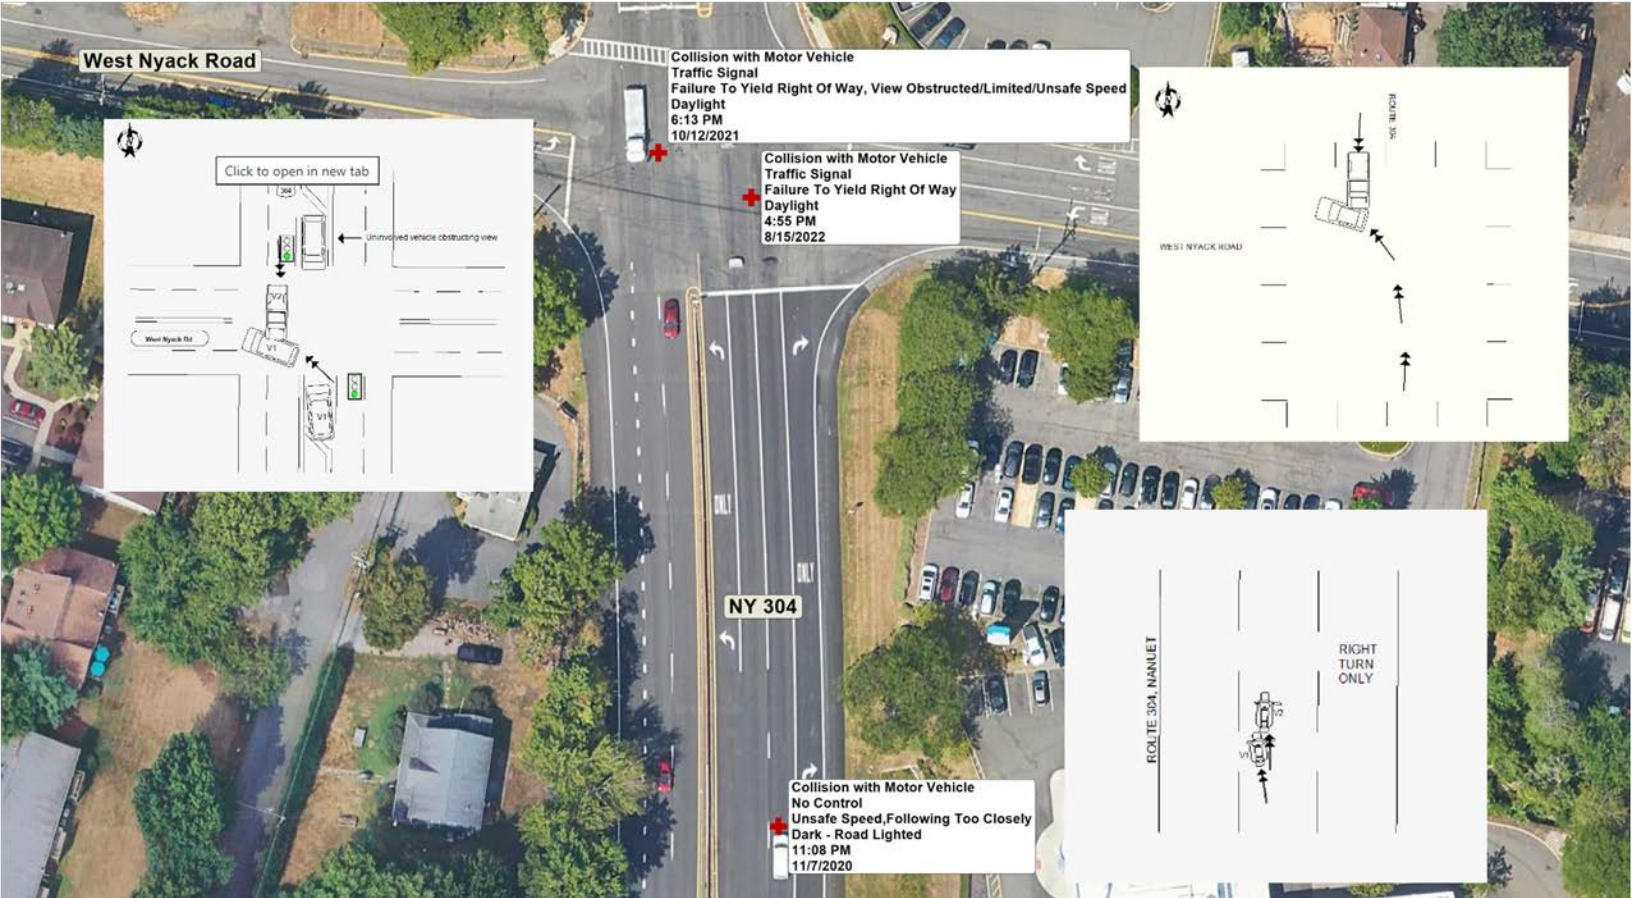 West Nyack Road
Collision with Motor Vehicle
Traffic Signal
Failure To Yield Right Of Way, View Obstructed/Limited/Unsafe Speed
Daylight
6:13 PM
10/12/2021
Collision with Motor Vehicle
Traffic Signal
Failure To Yield Right Of Way
Daylight
4:55 PM
8/15/2022
Click to open in new tab
304
Uninvolved vehicle obstructing view
V2
V1
West Nyack Rd
V1
ROUTE 304
WEST NYACK ROAD
ONLY
ONLY
ONLY
ONLY
NY 304
ROUTE 304, NANUET
RIGHT
TURN
ONLY
V2
V1
Collision with Motor Vehicle
No Control
Unsafe Speed,Following Too Closely
Dark - Road Lighted
11:08 PM
11/7/2020